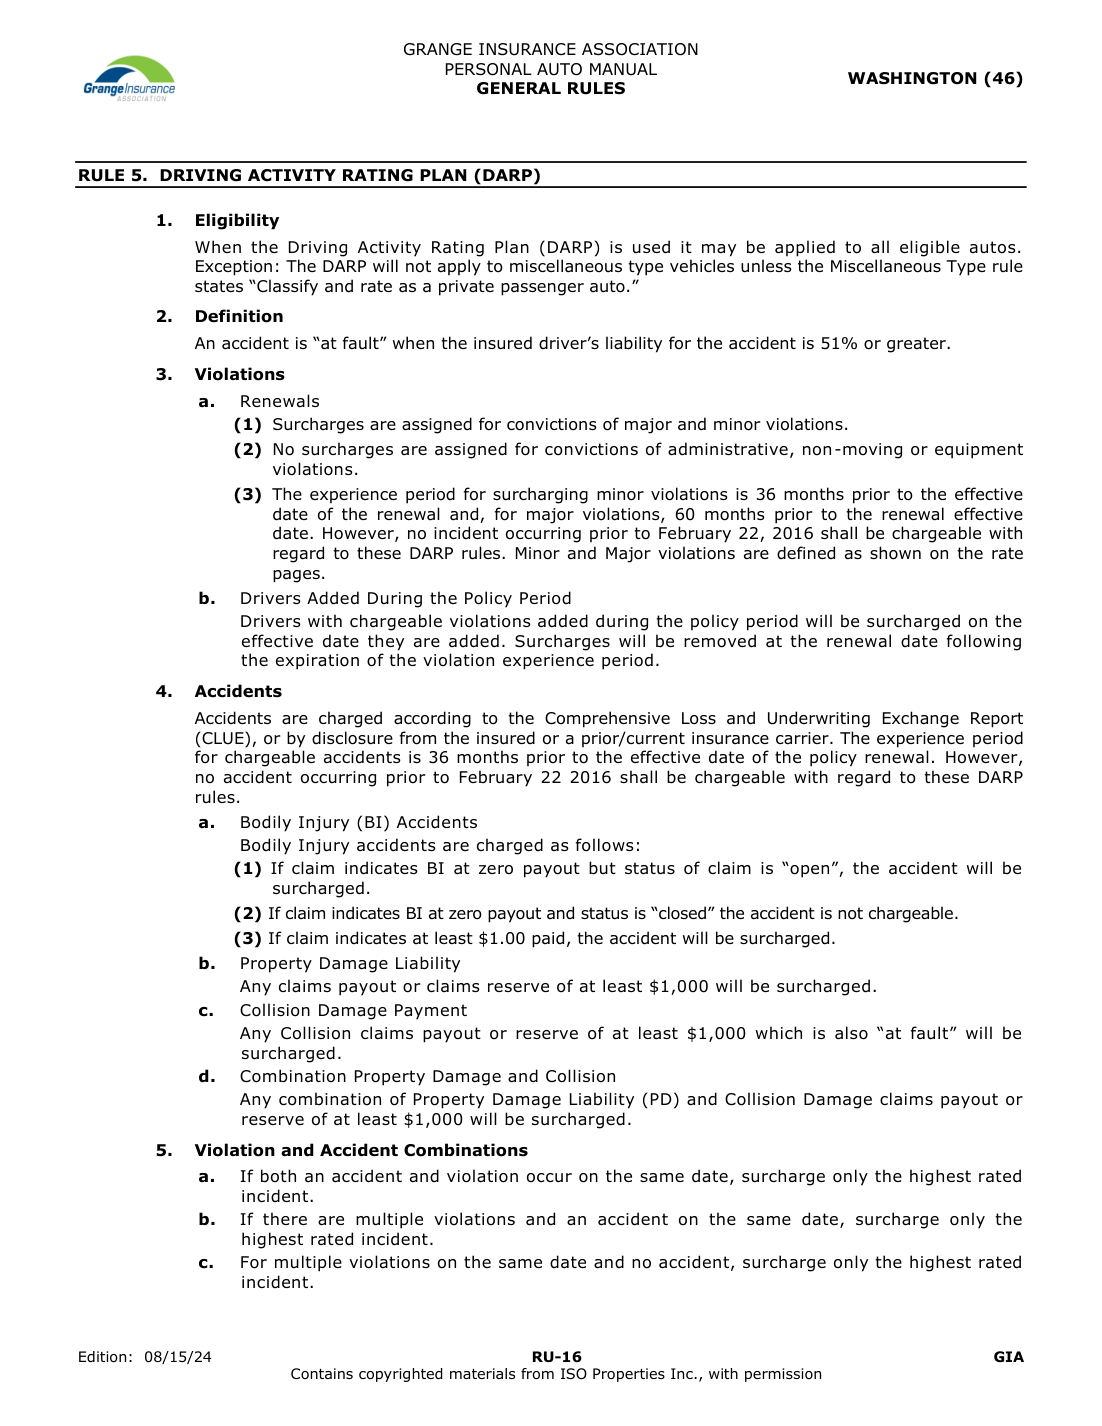 GRANGE INSURANCE ASSOCIATION
PERSONAL AUTO MANUAL
GENERAL RULES
WASHINGTON (46)
GrangeInsurance
ASSOCIATION
RULE 5.  DRIVING ACTIVITY RATING PLAN (DARP)
1. Eligibility
When the Driving Activity Rating Plan (DARP) is used it may be applied to all eligible autos.
Exception: The DARP will not apply to miscellaneous type vehicles unless the Miscellaneous Type rule
states “Classify and rate as a private passenger auto.”
2. Definition
An accident is “at fault” when the insured driver’s liability for the accident is 51% or greater.
3. Violations
a. Renewals
(1) Surcharges are assigned for convictions of major and minor violations.
(2) No surcharges are assigned for convictions of administrative, non-moving or equipment
violations.
(3) The experience period for surcharging minor violations is 36 months prior to the effective
date of the renewal and, for major violations, 60 months prior to the renewal effective
date. However, no incident occurring prior to February 22, 2016 shall be chargeable with
regard to these DARP rules. Minor and Major violations are defined as shown on the rate
pages.
b. Drivers Added During the Policy Period
Drivers with chargeable violations added during the policy period will be surcharged on the
effective date they are added. Surcharges will be removed at the renewal date following
the expiration of the violation experience period.
4. Accidents
Accidents are charged according to the Comprehensive Loss and Underwriting Exchange Report
(CLUE), or by disclosure from the insured or a prior/current insurance carrier. The experience period
for chargeable accidents is 36 months prior to the effective date of the policy renewal. However,
no accident occurring prior to February 22 2016 shall be chargeable with regard to these DARP
rules.
a. Bodily Injury (BI) Accidents
Bodily Injury accidents are charged as follows:
(1) If claim indicates BI at zero payout but status of claim is “open”, the accident will be
surcharged.
(2) If claim indicates BI at zero payout and status is “closed” the accident is not chargeable.
(3) If claim indicates at least $1.00 paid, the accident will be surcharged.
b. Property Damage Liability
Any claims payout or claims reserve of at least $1,000 will be surcharged.
c. Collision Damage Payment
Any Collision claims payout or reserve of at least $1,000 which is also “at fault” will be
surcharged.
d. Combination Property Damage and Collision
Any combination of Property Damage Liability (PD) and Collision Damage claims payout or
reserve of at least $1,000 will be surcharged.
5. Violation and Accident Combinations
a. If both an accident and violation occur on the same date, surcharge only the highest rated
incident.
b. If there are multiple violations and an accident on the same date, surcharge only the
highest rated incident.
c. For multiple violations on the same date and no accident, surcharge only the highest rated
incident.
Edition:  08/15/24
RU-16
GIA
Contains copyrighted materials from ISO Properties Inc., with permission